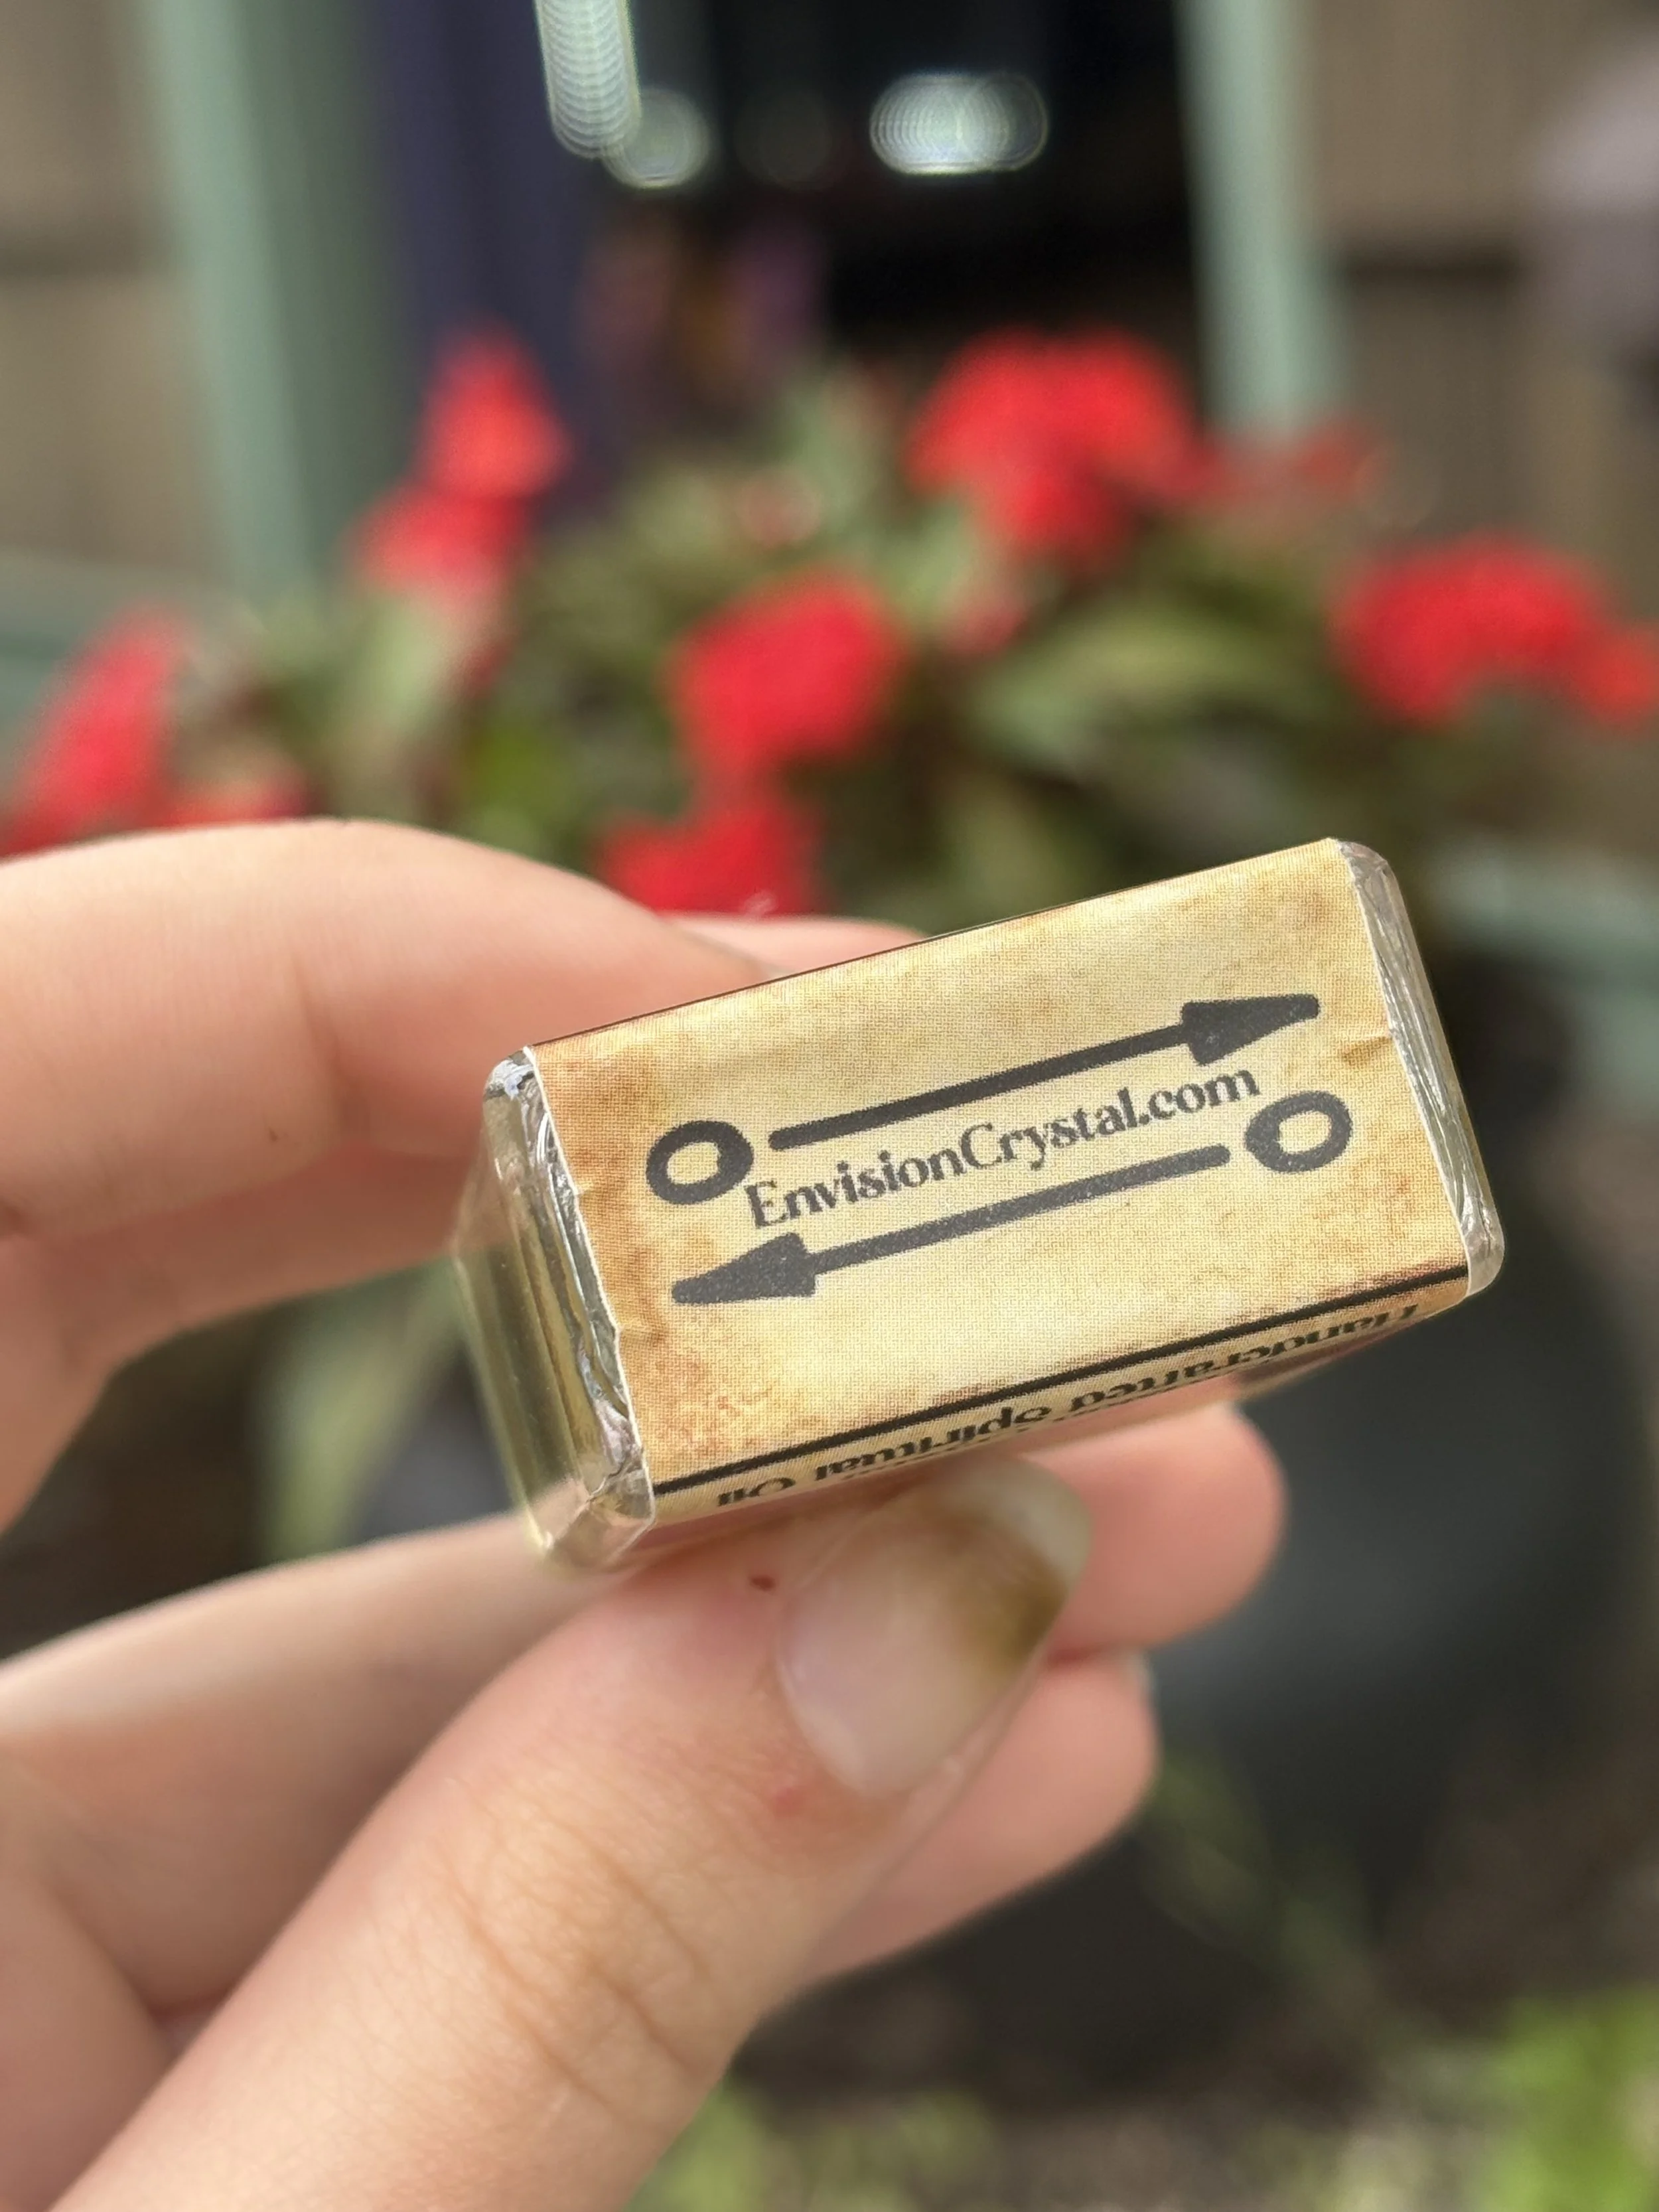 EnvisionCrystal.com
Handcrafted Spiritual Oil